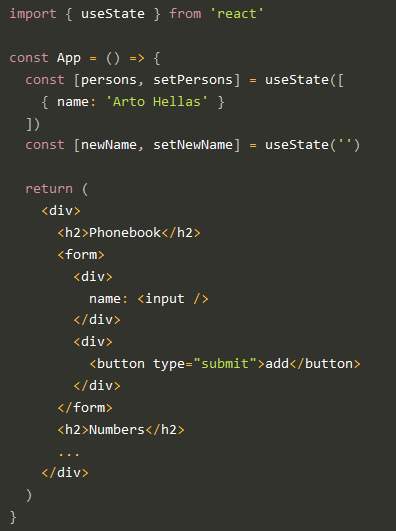 import { useState } from 'react'

const App = () => {
  const [persons, setPersons] = useState([
    { name: 'Arto Hellas' }
  ])
  const [newName, setNewName] = useState('')

  return (
    <div>
      <h2>Phonebook</h2>
      <form>
        <div>
          name: <input />
        </div>
        <div>
          <button type="submit">add</button>
        </div>
      </form>
      <h2>Numbers</h2>
      ...
    </div>
  )
}